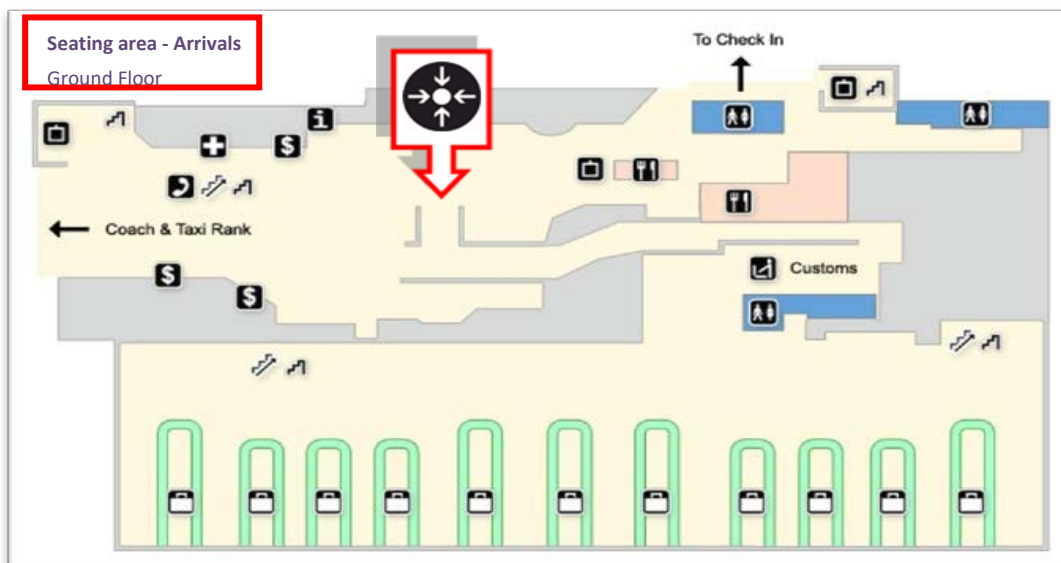 Seating area - Arrivals
Ground Floor
To Check In
i
$
Coach & Taxi Rank
$
$
Customs